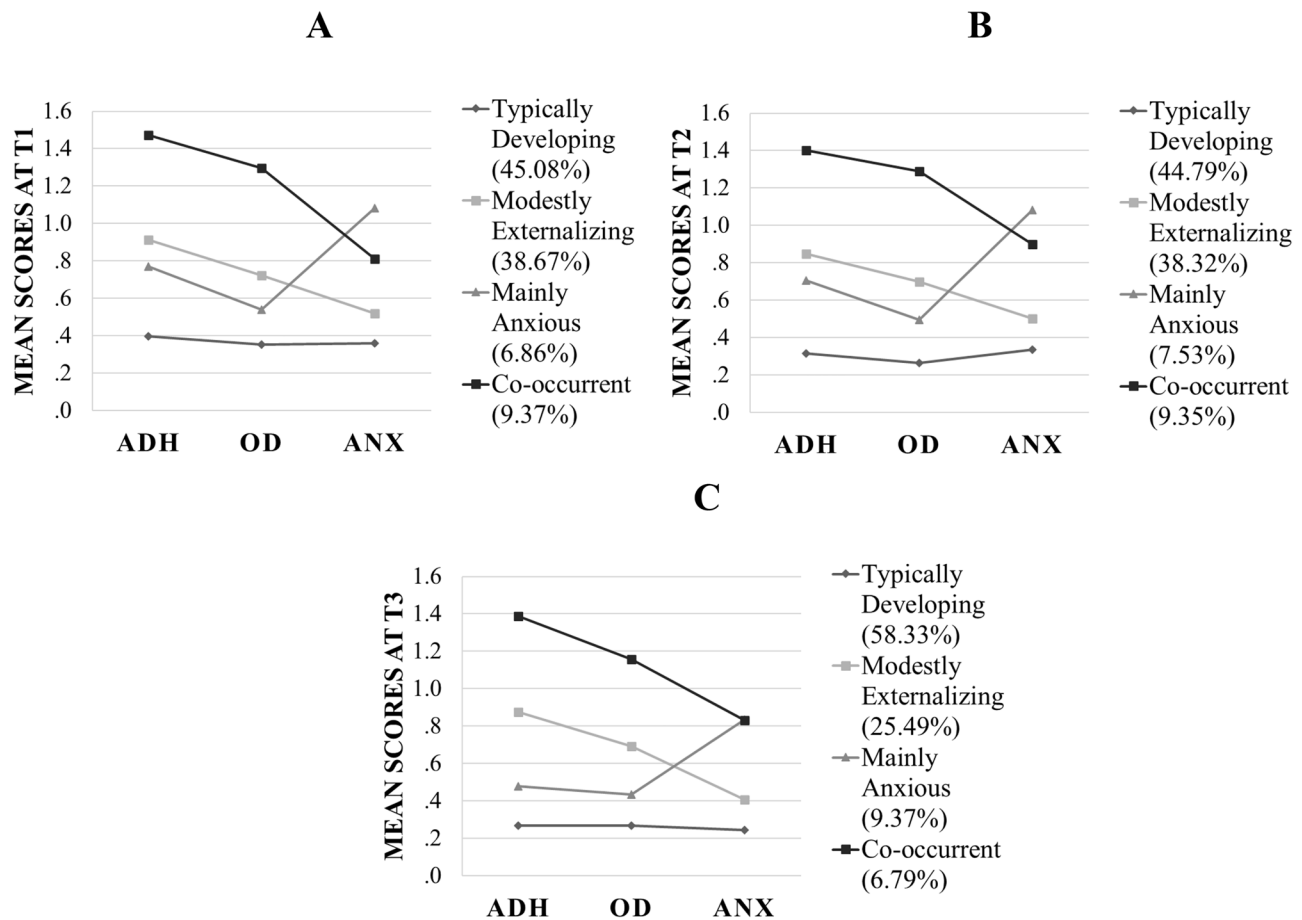 A
MEAN SCORES AT T1
1.6
1.4
1.2
1.0
.8
.6
.4
.2
.0
ADH OD ANX
Typically
Developing
(45.08%)
Modestly
Externalizing
(38.67%)
Mainly
Anxious
(6.86%)
Co-occurrent
(9.37%)
B
MEAN SCORES AT T2
1.6
1.4
1.2
1.0
.8
.6
.4
.2
.0
ADH OD ANX
Typically
Developing
(44.79%)
Modestly
Externalizing
(38.32%)
Mainly
Anxious
(7.53%)
Co-occurrent
(9.35%)
C
MEAN SCORES AT T3
1.6
1.4
1.2
1.0
.8
.6
.4
.2
.0
ADH OD ANX
Typically
Developing
(58.33%)
Modestly
Externalizing
(25.49%)
Mainly
Anxious
(9.37%)
Co-occurrent
(6.79%)